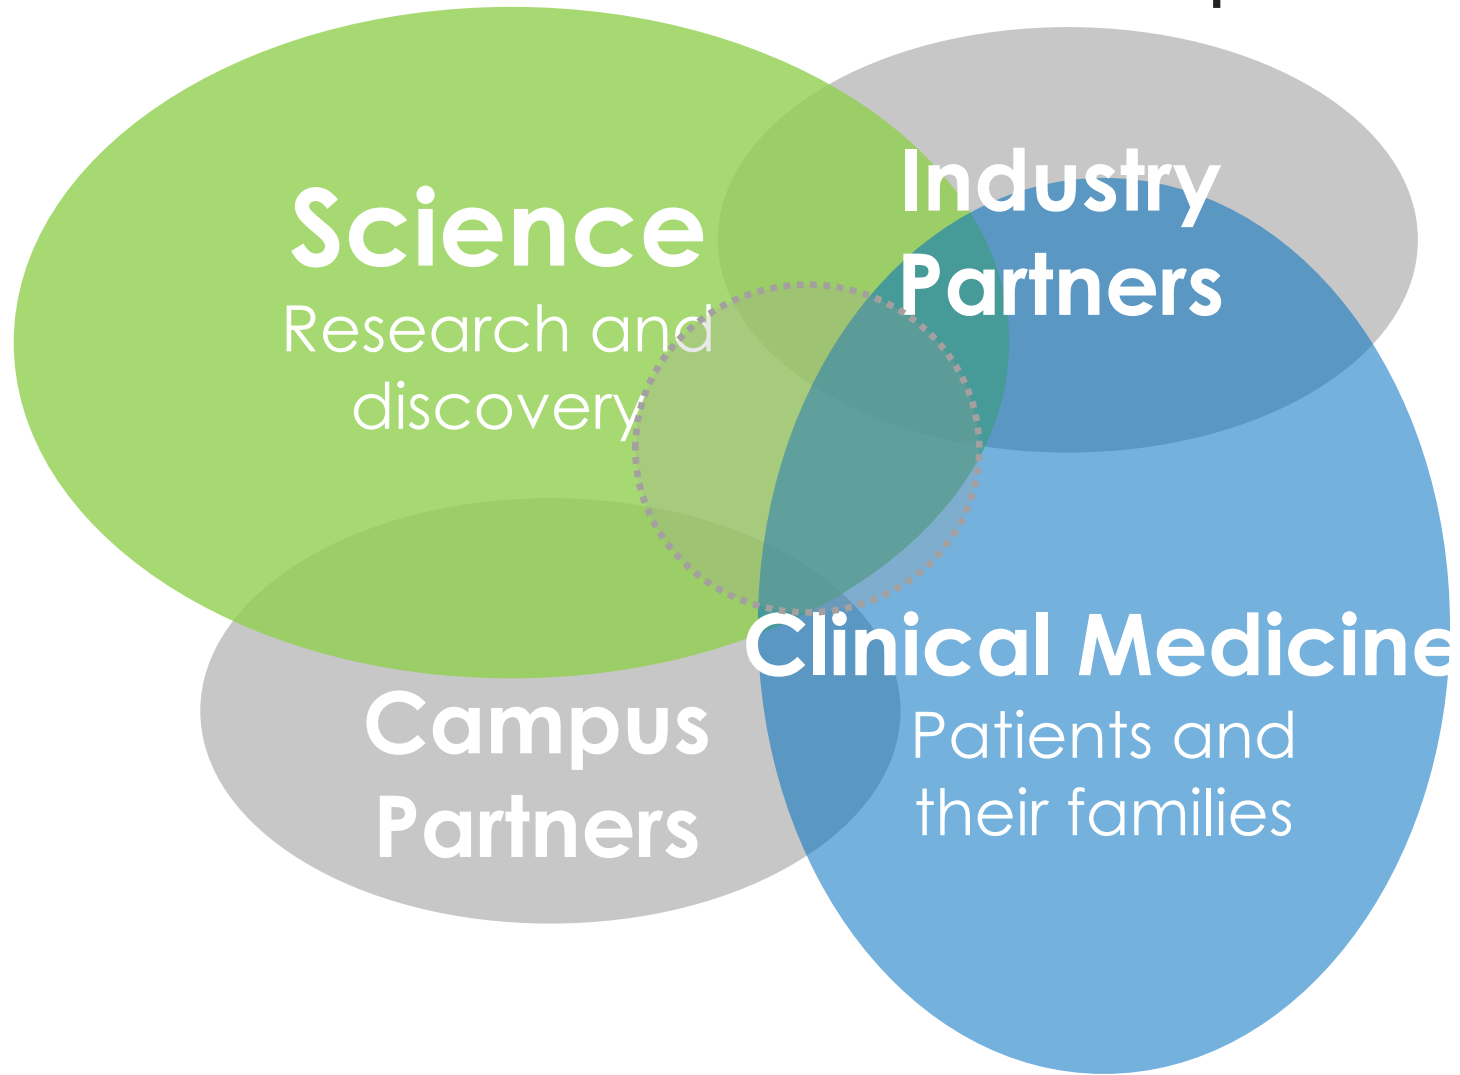 Science
Research and
discovery
Industry
Partners
Campus
Partners
Clinical Medicine
Patients and
their families